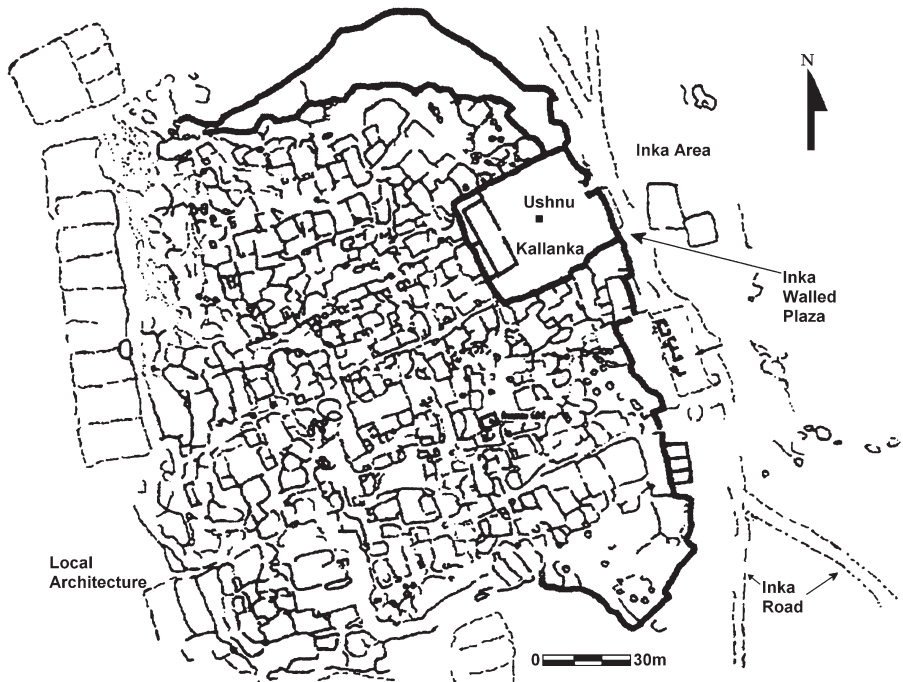 N
Inka Area
Ushnu
Kallanka
Inka
Walled
Plaza
Local
Architecture
Inka
Road
0 30m